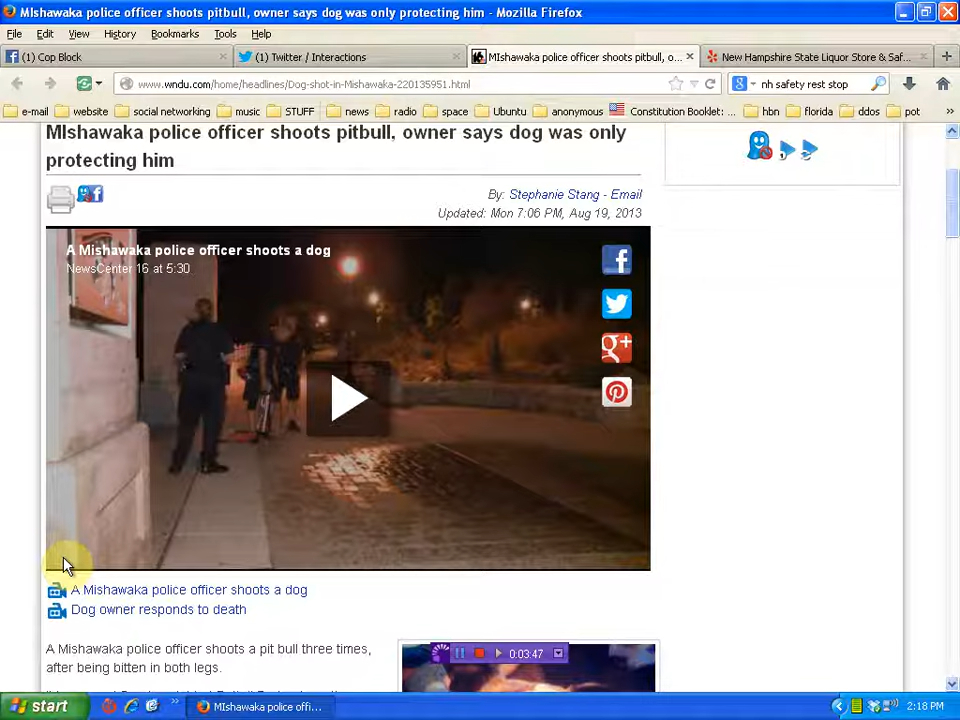 MIshawaka police officer shoots pitbull, owner says dog was only protecting him - Mozilla Firefox
File Edit View History Bookmarks Tools Help
(1) Cop Block
(1) Twitter / Interactions
MIshawaka police officer shoots pitbull, o...
New Hampshire State Liquor Store & Saf...
www.wndu.com/home/headlines/Dog-shot-in-Mishawaka-220135951.html
nh safety rest stop
e-mail website social networking music STUFF news radio space Ubuntu anonymous Constitution Booklet: hbn florida ddos pot
MIshawaka police officer shoots pitbull, owner says dog was only
protecting him
By: Stephanie Stang - Email
Updated: Mon 7:06 PM, Aug 19, 2013
A Mishawaka police officer shoots a dog
NewsCenter 16 at 5:30
A Mishawaka police officer shoots a dog
Dog owner responds to death
A Mishawaka police officer shoots a pit bull three times,
after being bitten in both legs.
0:03:47
start
MIshawaka police offi...
2:18 PM